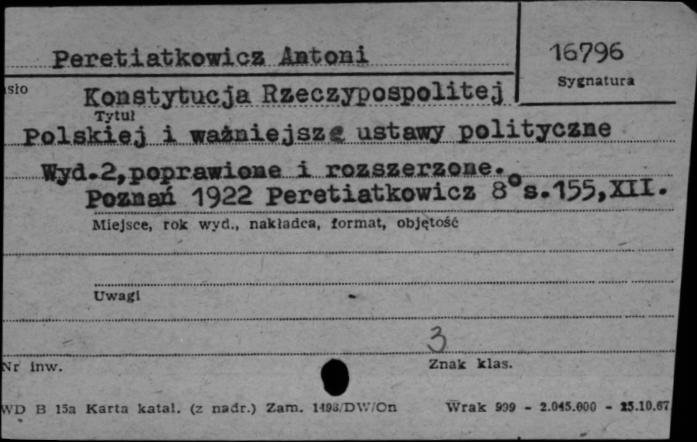 Peretiatkowicz Antoni
16796
Sygnatura
sło
Konstytucja Rzeczypospolitej
Tytuł
Polskiej i ważniejsze ustawy polityczne
Wyd.2,poprawione i rozszerzone.
Poznań 1922 Peretiatkowicz 8° s.155,XII.
Miejsce, rok wyd., nakładca, format, objętość
Uwagi
3
Nr inw.
Znak klas.
WD B 15a Karta katal. (z nadr.) Zam. 1498/DW/On
Wrak 999 - 2.045.000 - 25.10.67